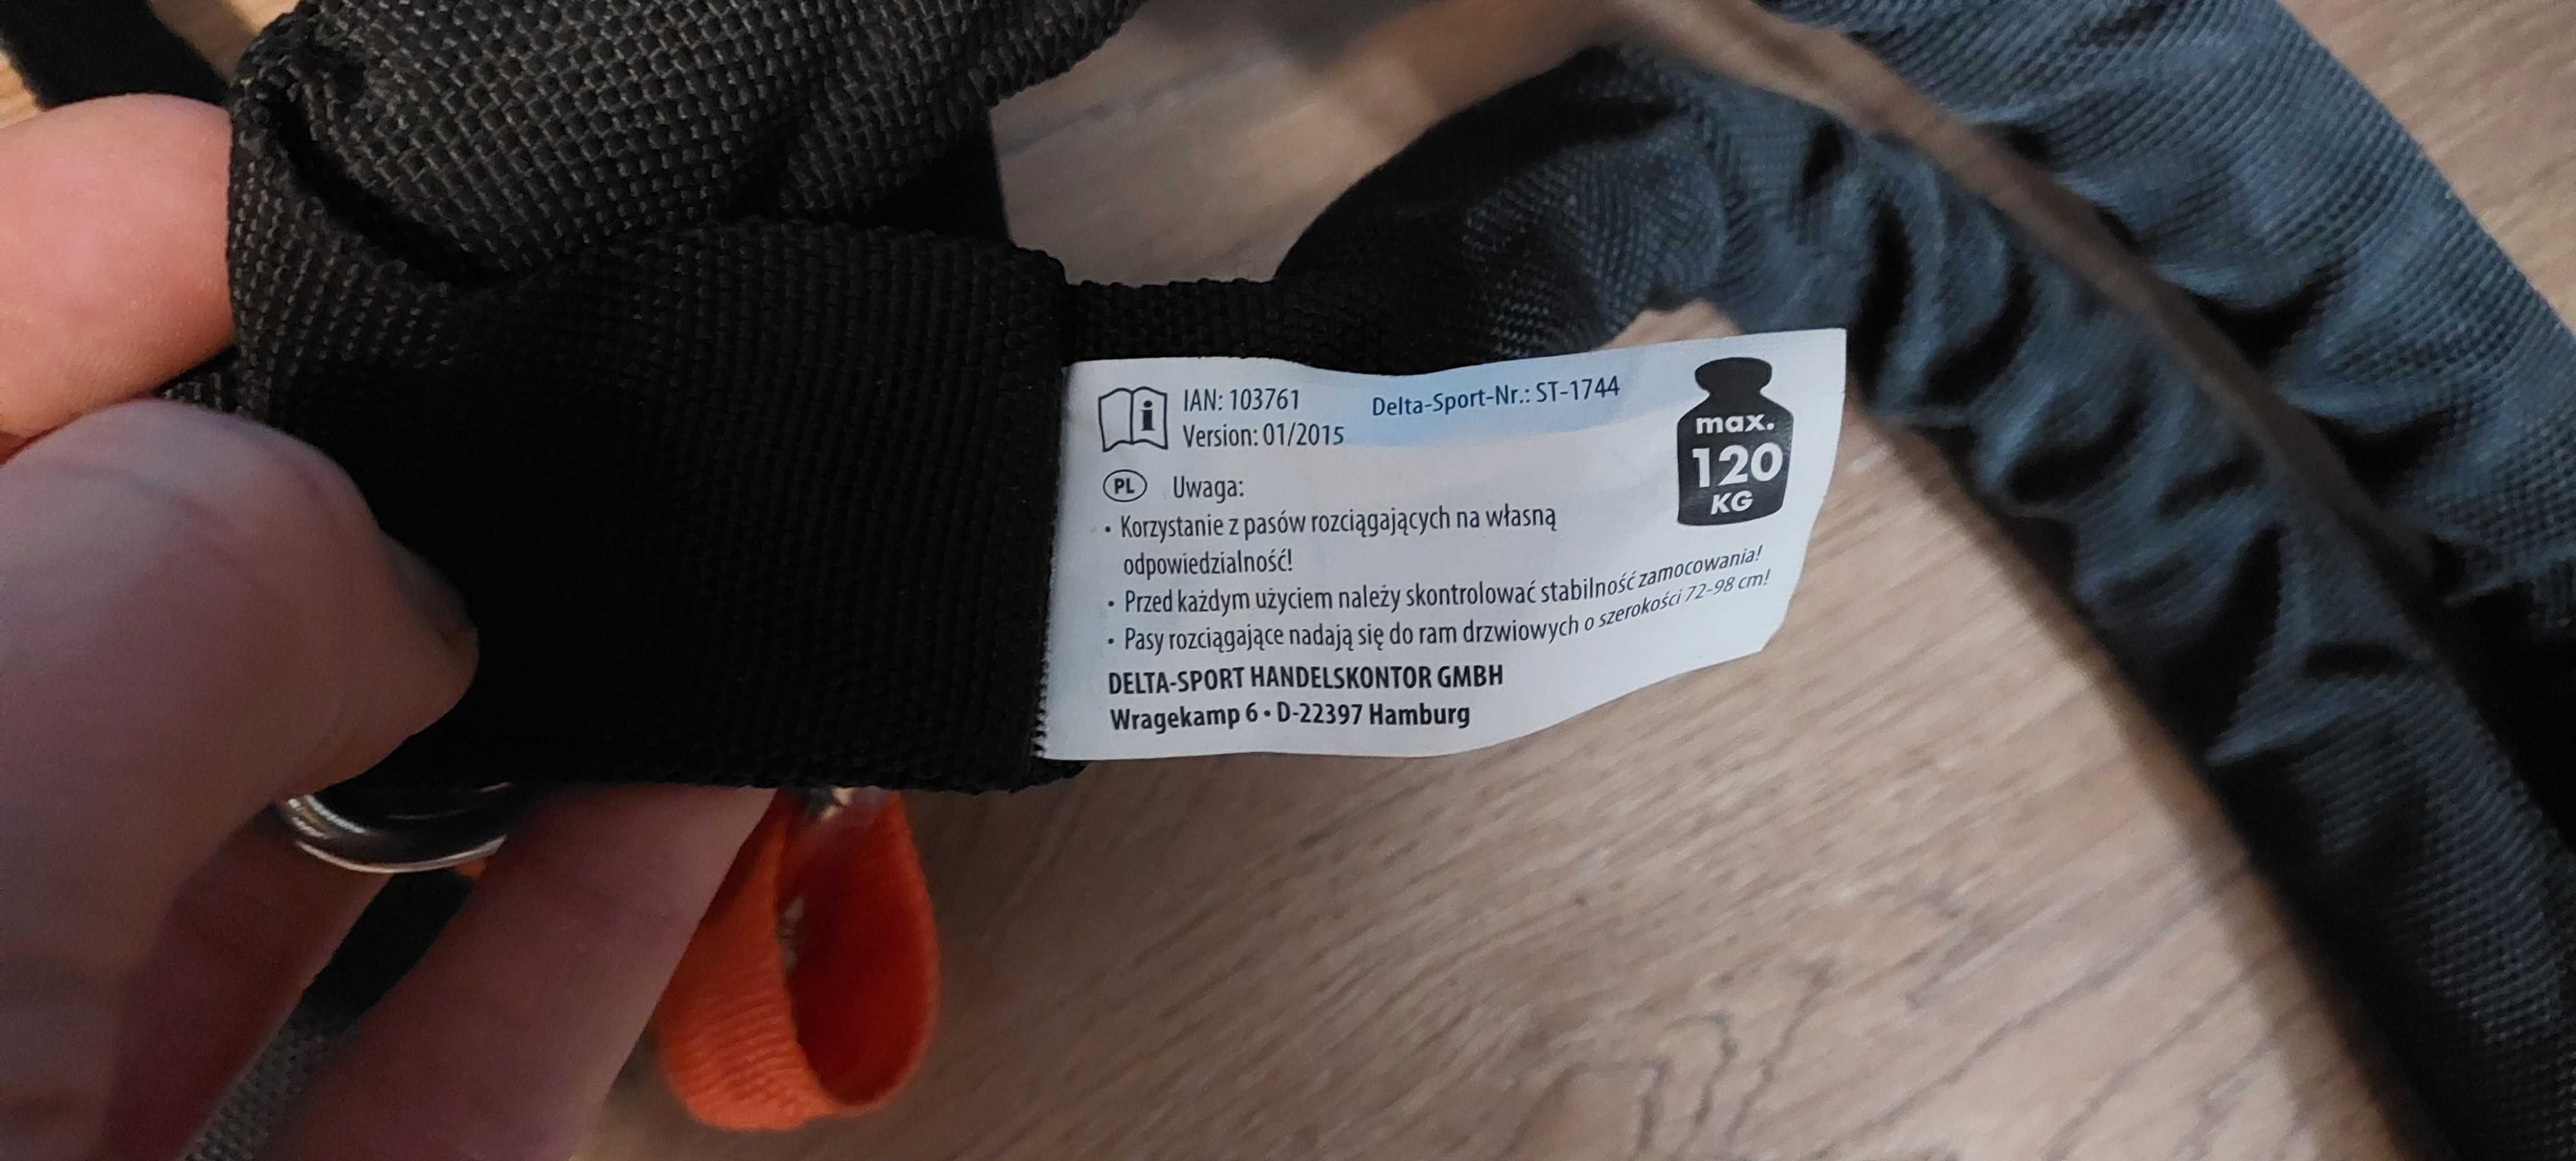 IAN: 103761
Version: 01/2015
Delta-Sport-Nr.: ST-1744
max.
120
KG
PL Uwaga:
• Korzystanie z pasów rozciągających na własną
odpowiedzialność!
• Przed każdym użyciem należy skontrolować stabilność zamocowania!
• Pasy rozciągające nadają się do ram drzwiowych o szerokości 72-98 cm!
DELTA-SPORT HANDELSKONTOR GMBH
Wragekamp 6 • D-22397 Hamburg